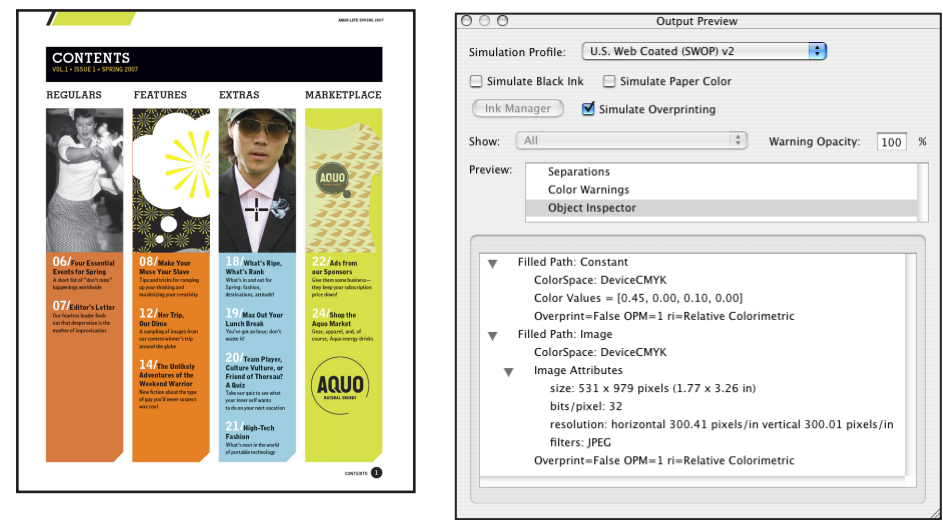 AQUO LIFE SPRING 2007
CONTENTS
VOL.1 • ISSUE 1 • SPRING 2007
REGULARS
06/Four Essential
Events for Spring
A short list of "don't miss"
happenings worldwide
07/Editor's Letter
Our fearless leader finds
out that desperation is the
mother of improvisation
FEATURES
08/Make Your
Muse Your Slave
Tips and tricks for ramping
up your thinking and
maximizing your creativity
12/Her Trip,
Our Dime
A sampling of images from
our contest winner's trip
around the globe
14/The Unlikely
Adventures of the
Weekend Warrior
New fiction about the type
of guy you'd never suspect
was cool
EXTRAS
18/What's Ripe,
What's Rank
What's in and out for
Spring: fashion,
destinations, attitude!
19/Max Out Your
Lunch Break
You've got an hour; don't
waste it!
20/Team Player,
Culture Vulture, or
Friend of Thoreau?
A Quiz
Take our quiz to see what
your inner self wants
to do on your next vacation
21/High-Tech
Fashion
What's next in the world
of portable technology
MARKETPLACE
AQUO
22/Ads from
our Sponsors
Give them some business—
they keep your subscription
price down!
24/Shop the
Aquo Market
Gear, apparel, and, of
course, Aquo energy drinks
AQUO
NATURAL ENERGY
CONTENTS 1
Output Preview
Simulation Profile: U.S. Web Coated (SWOP) v2
Simulate Black Ink Simulate Paper Color
Ink Manager Simulate Overprinting
Show: All Warning Opacity: 100 %
Preview: Separations
Color Warnings
Object Inspector
Filled Path: Constant
ColorSpace: DeviceCMYK
Color Values = [0.45, 0.00, 0.10, 0.00]
Overprint=False OPM=1 ri=Relative Colorimetric
Filled Path: Image
ColorSpace: DeviceCMYK
Image Attributes
size: 531 x 979 pixels (1.77 x 3.26 in)
bits/pixel: 32
resolution: horizontal 300.41 pixels/in vertical 300.01 pixels/in
filters: JPEG
Overprint=False OPM=1 ri=Relative Colorimetric